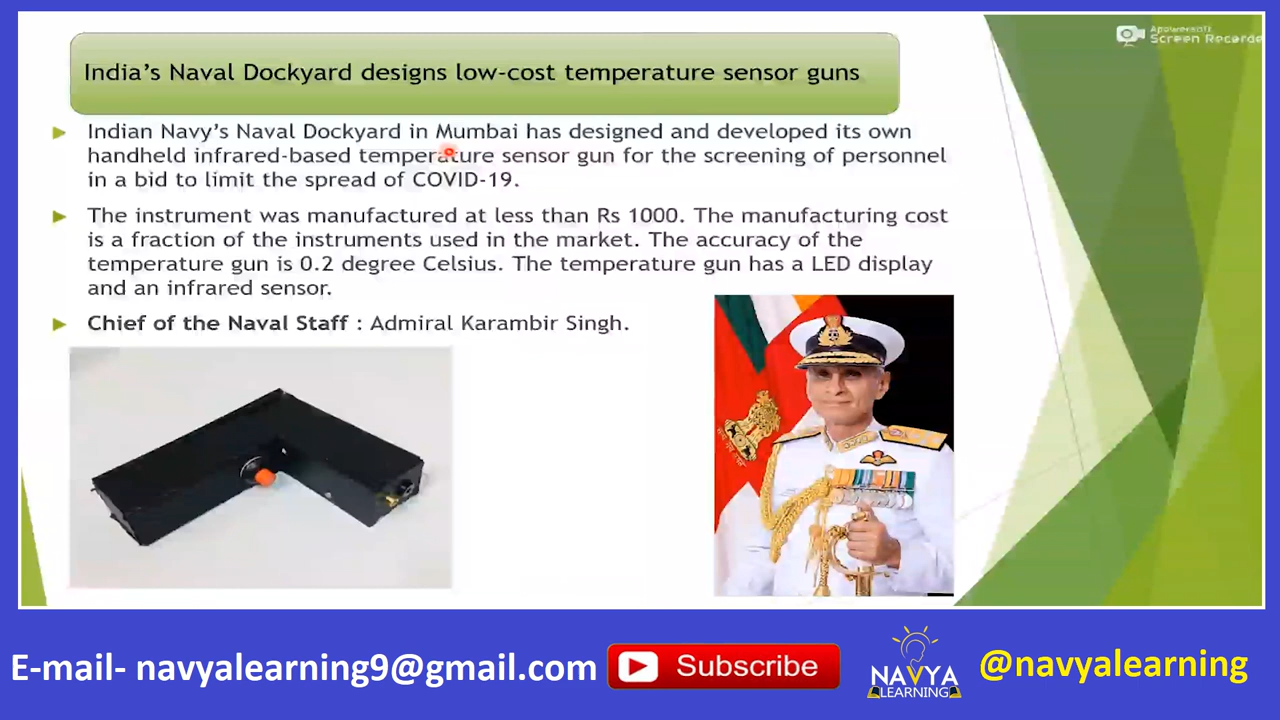 Apowersoft
Screen Recorde
India's Naval Dockyard designs low-cost temperature sensor guns
Indian Navy's Naval Dockyard in Mumbai has designed and developed its own
handheld infrared-based temperature sensor gun for the screening of personnel
in a bid to limit the spread of COVID-19.
The instrument was manufactured at less than Rs 1000. The manufacturing cost
is a fraction of the instruments used in the market. The accuracy of the
temperature gun is 0.2 degree Celsius. The temperature gun has a LED display
and an infrared sensor.
Chief of the Naval Staff : Admiral Karambir Singh.
E-mail- navyalearning9@gmail.com
Subscribe
NAVYA
LEARNING
@navyalearning